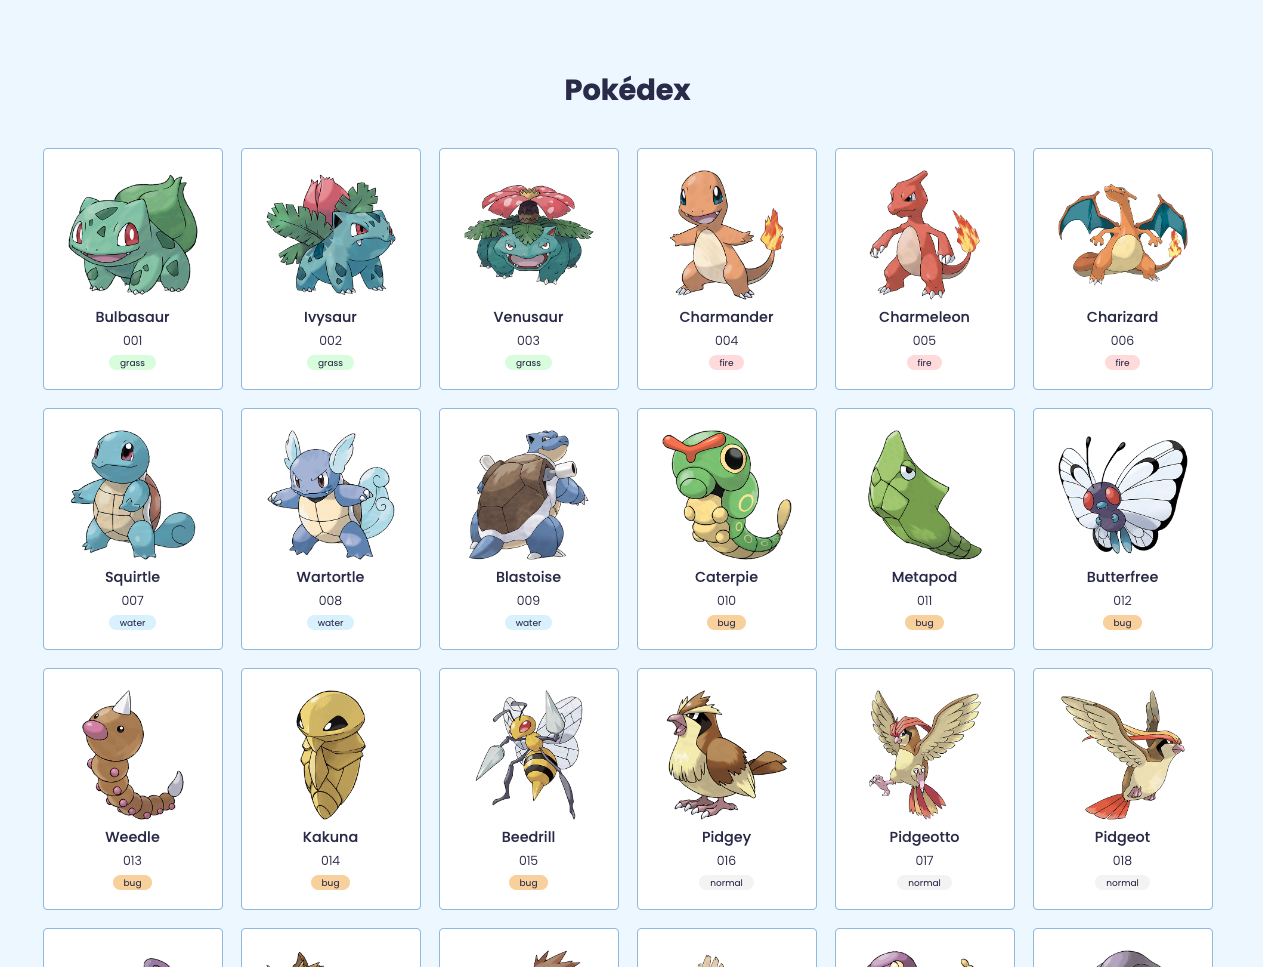 Pokédex
Bulbasaur
001
grass
Ivysaur
002
grass
Venusaur
003
grass
Charmander
004
fire
Charmeleon
005
fire
Charizard
006
fire
Squirtle
007
water
Wartortle
008
water
Blastoise
009
water
Caterpie
010
bug
Metapod
011
bug
Butterfree
012
bug
Weedle
013
bug
Kakuna
014
bug
Beedrill
015
bug
Pidgey
016
normal
Pidgeotto
017
normal
Pidgeot
018
normal